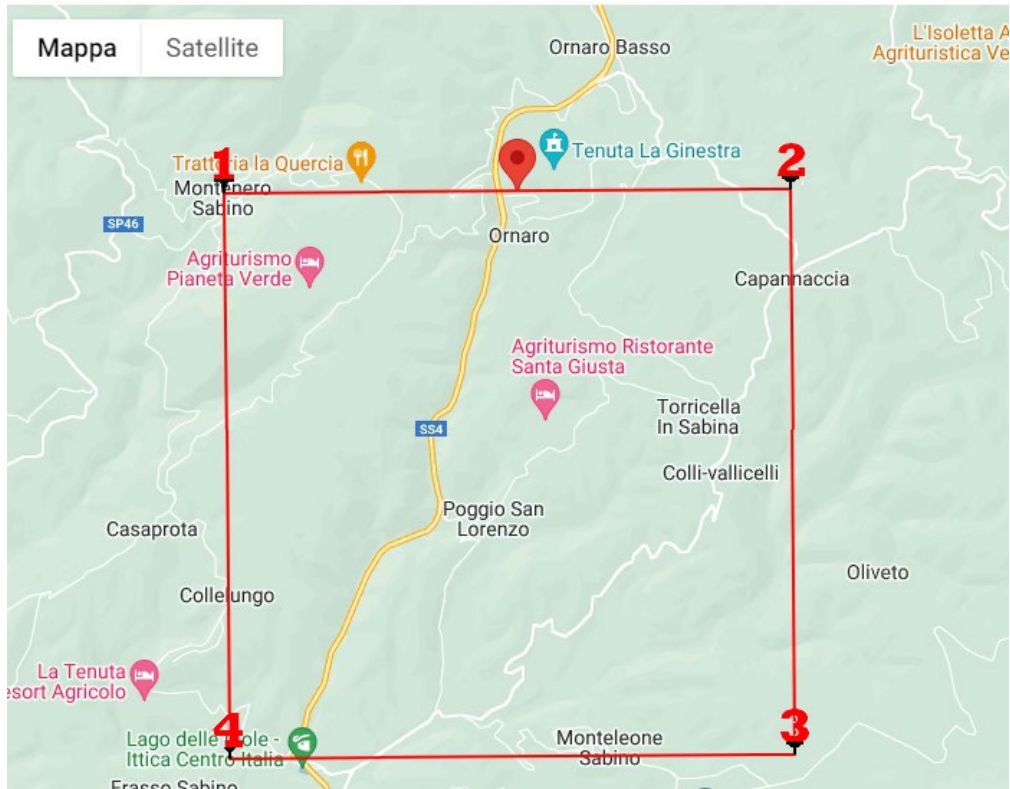 Mappa
Satellite
Ornaro Basso
L'Isoletta A
Agrituristica Ve
Trattoria la Quercia
1
Tenuta La Ginestra
2
Montenero
Sabino
SP46
Ornaro
Agriturismo
Pianeta Verde
Capannaccia
Agriturismo Ristorante
Santa Giusta
Torricella
In Sabina
SS4
Colli-vallicelli
Poggio San
Lorenzo
Casaprota
Oliveto
Collelungo
La Tenuta
esort Agricolo
4
3
Lago delle
Ittica Centro Italia
Monteleone
Sabino
Frasso Sabino